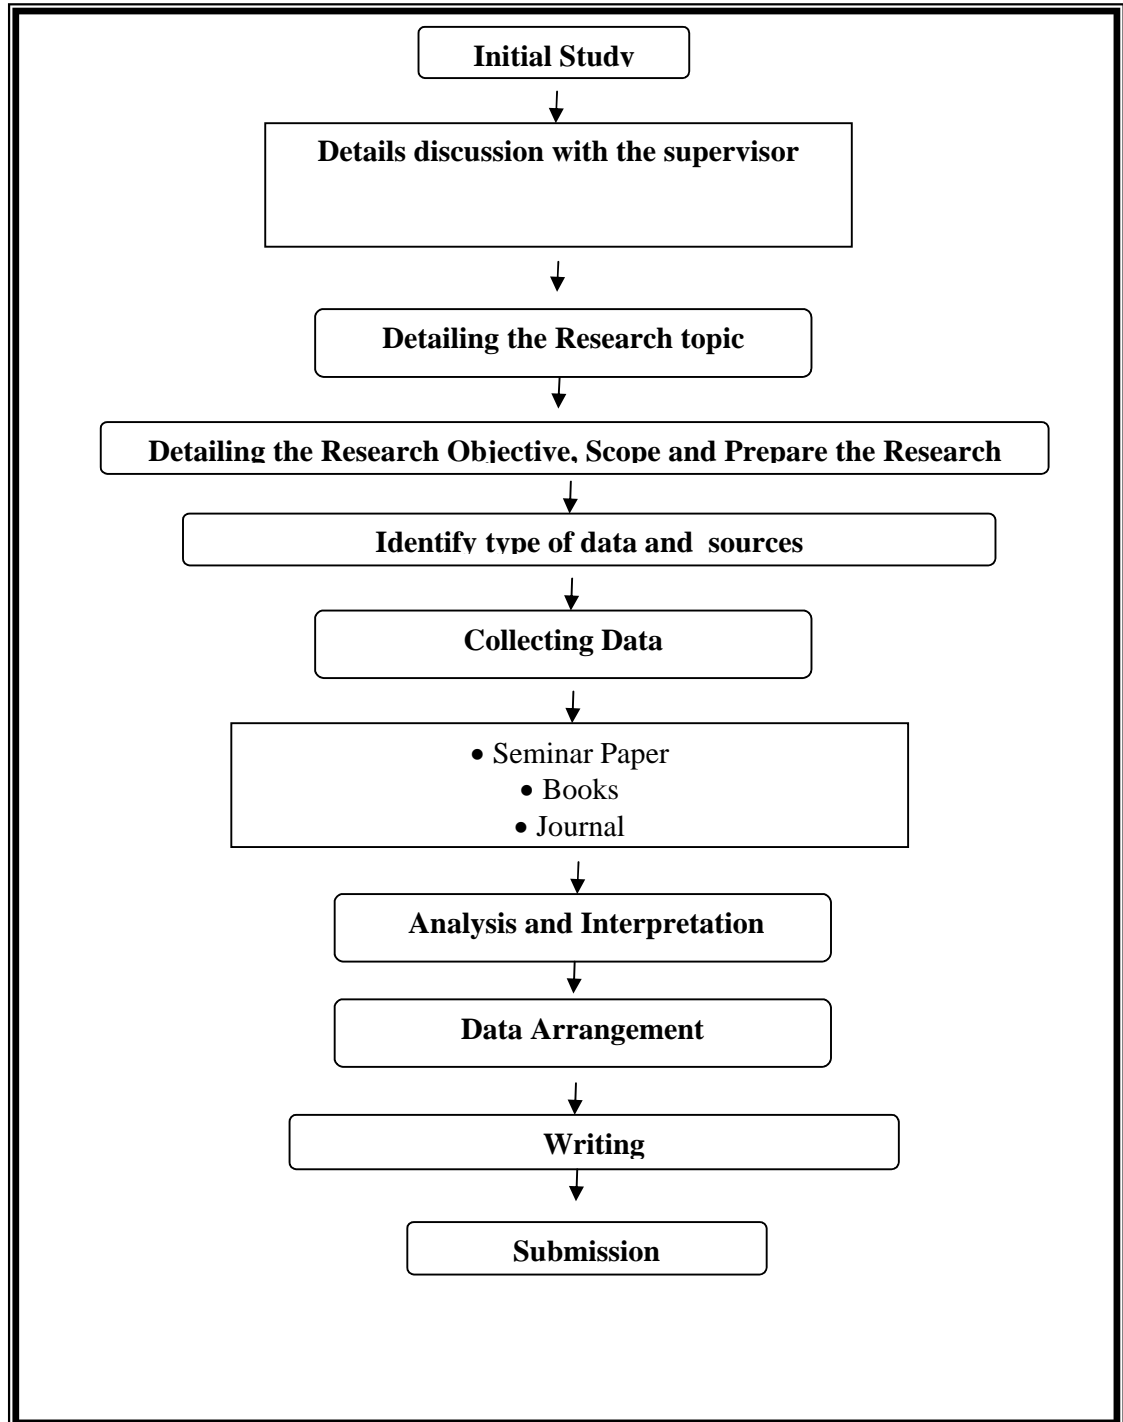 Initial Study
Details discussion with the supervisor
Detailing the Research topic
Detailing the Research Objective, Scope and Prepare the Research
Identify type of data and sources
Collecting Data
• Seminar Paper
• Books
• Journal
Analysis and Interpretation
Data Arrangement
Writing
Submission